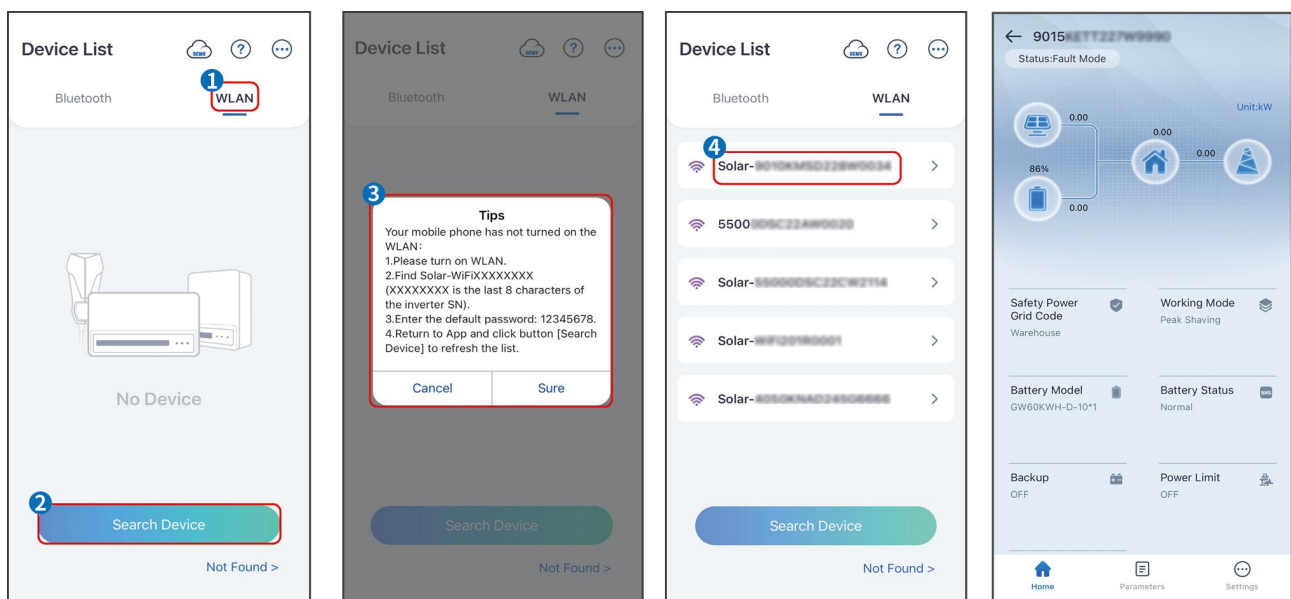 Device List
SEMS
?
1
Bluetooth
WLAN
No Device
2
Search Device
Not Found >
Device List
SEMS
?
Bluetooth
WLAN
3
Tips
Your mobile phone has not turned on the
WLAN:
1.Please turn on WLAN.
2.Find Solar-WiFiXXXXXXXX
(XXXXXXXX is the last 8 characters of
the inverter SN).
3.Enter the default password: 12345678.
4.Return to App and click button [Search
Device] to refresh the list.
Cancel
Sure
Search Device
Not Found >
Device List
SEMS
?
Bluetooth
WLAN
4
Solar-
5500
Solar-
Solar-
Solar-
Search Device
Not Found >
9015
Status:Fault Mode
Unit:kW
0.00
0.00
0.00
86%
0.00
Safety Power
Grid Code
Warehouse
Working Mode
Peak Shaving
Battery Model
GW60KWH-D-10*1
Battery Status
Normal
BMS
Backup
OFF
Power Limit
OFF
Home
Parameters
Settings